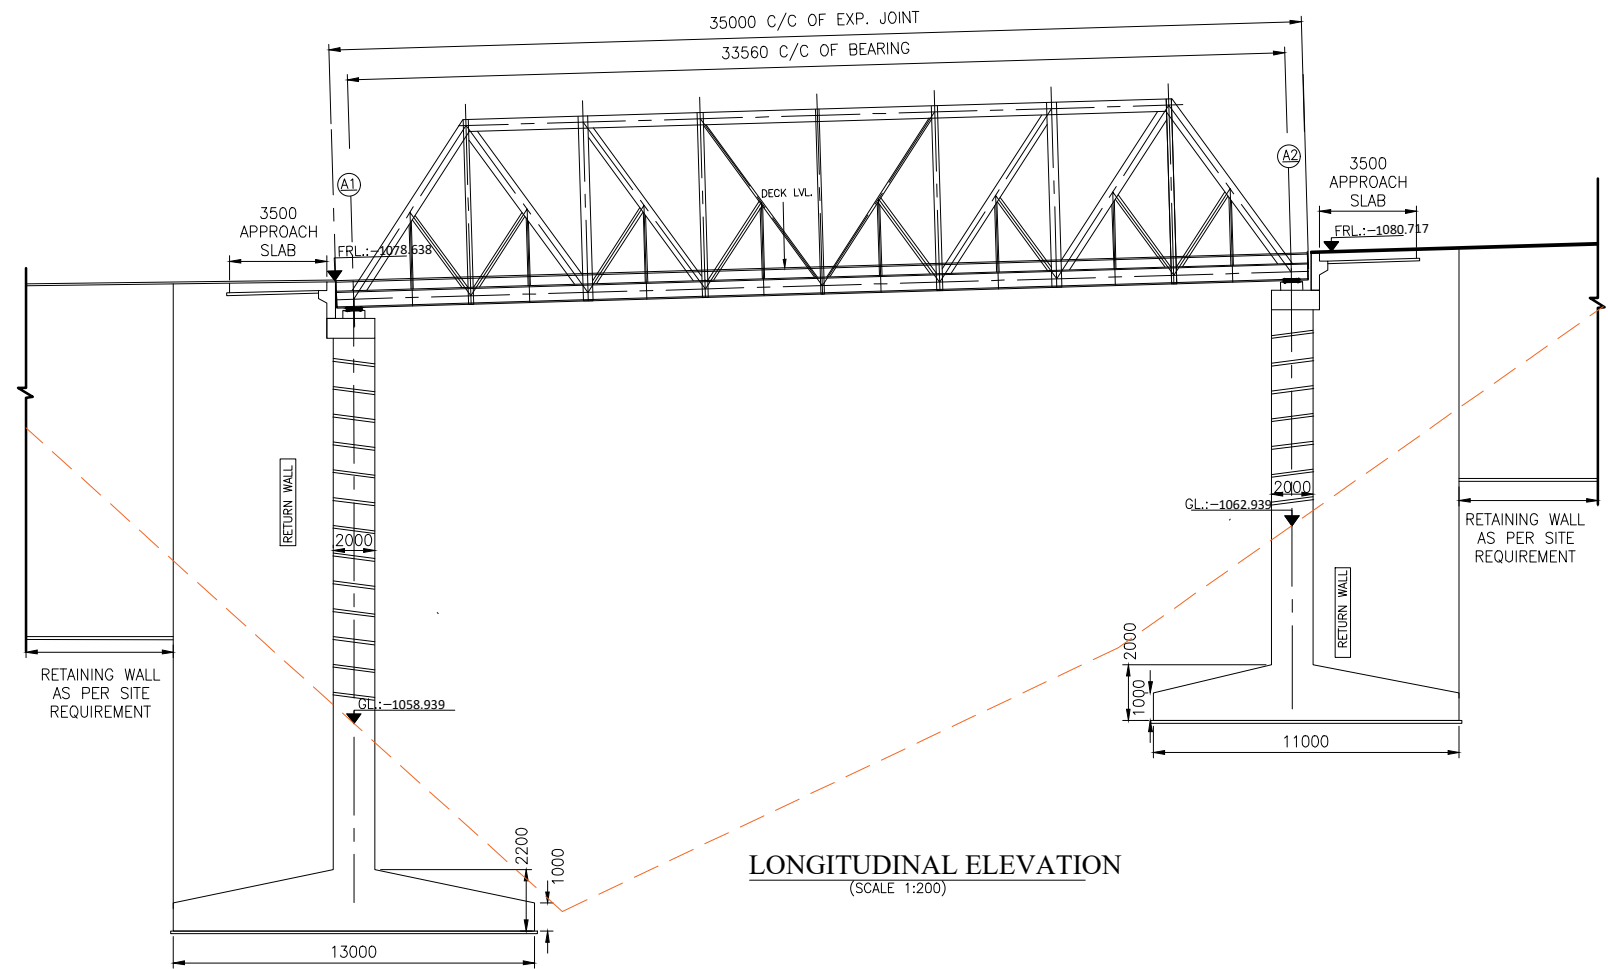 35000 C/C OF EXP. JOINT
33560 C/C OF BEARING
A1
A2
3500
APPROACH
SLAB
3500
APPROACH
SLAB
DECK LVL.
FRL.:–1078.638
FRL.:–1080.717
RETURN WALL
2000
2000
GL.:–1062.939
RETAINING WALL
AS PER SITE
REQUIREMENT
RETURN WALL
2000
1000
RETAINING WALL
AS PER SITE
REQUIREMENT
GL.:–1058.939
11000
2200
1000
LONGITUDINAL ELEVATION
(SCALE 1:200)
13000